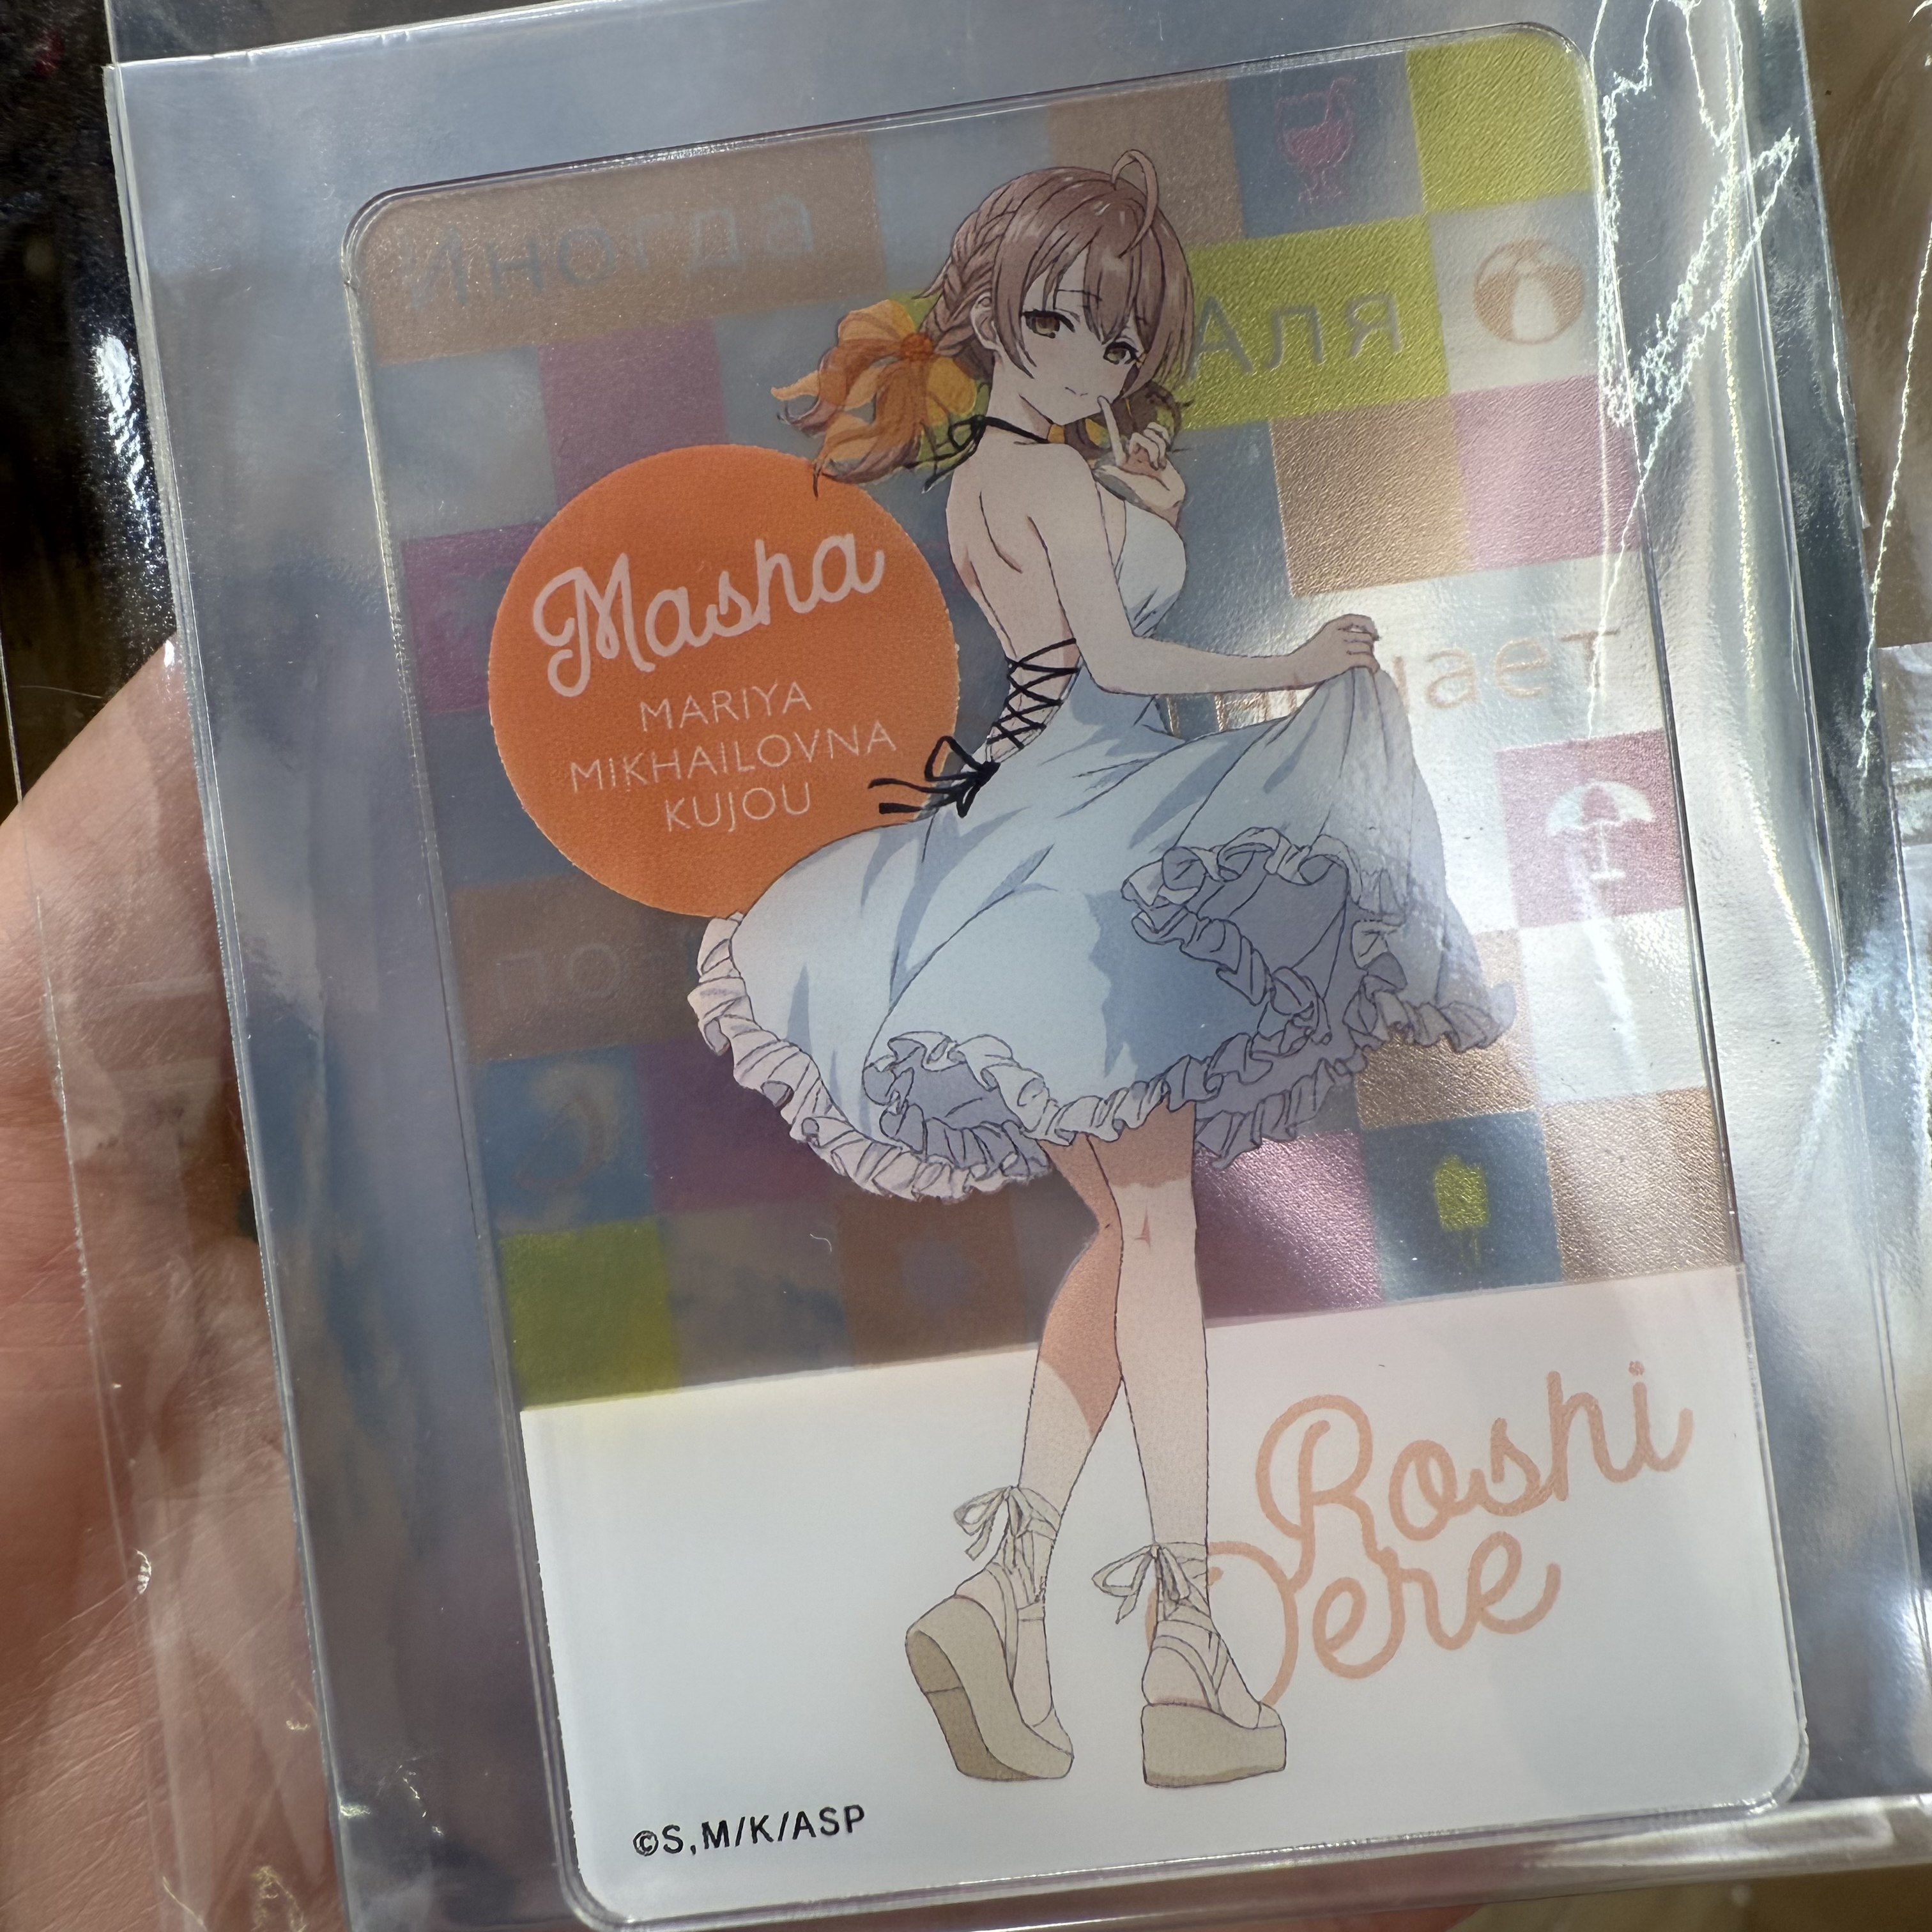 Иногда
Аля
Masha
MARIYA
MIKHAILOVNA
KUJOU
Roshi
Dere
©S,M/K/ASP